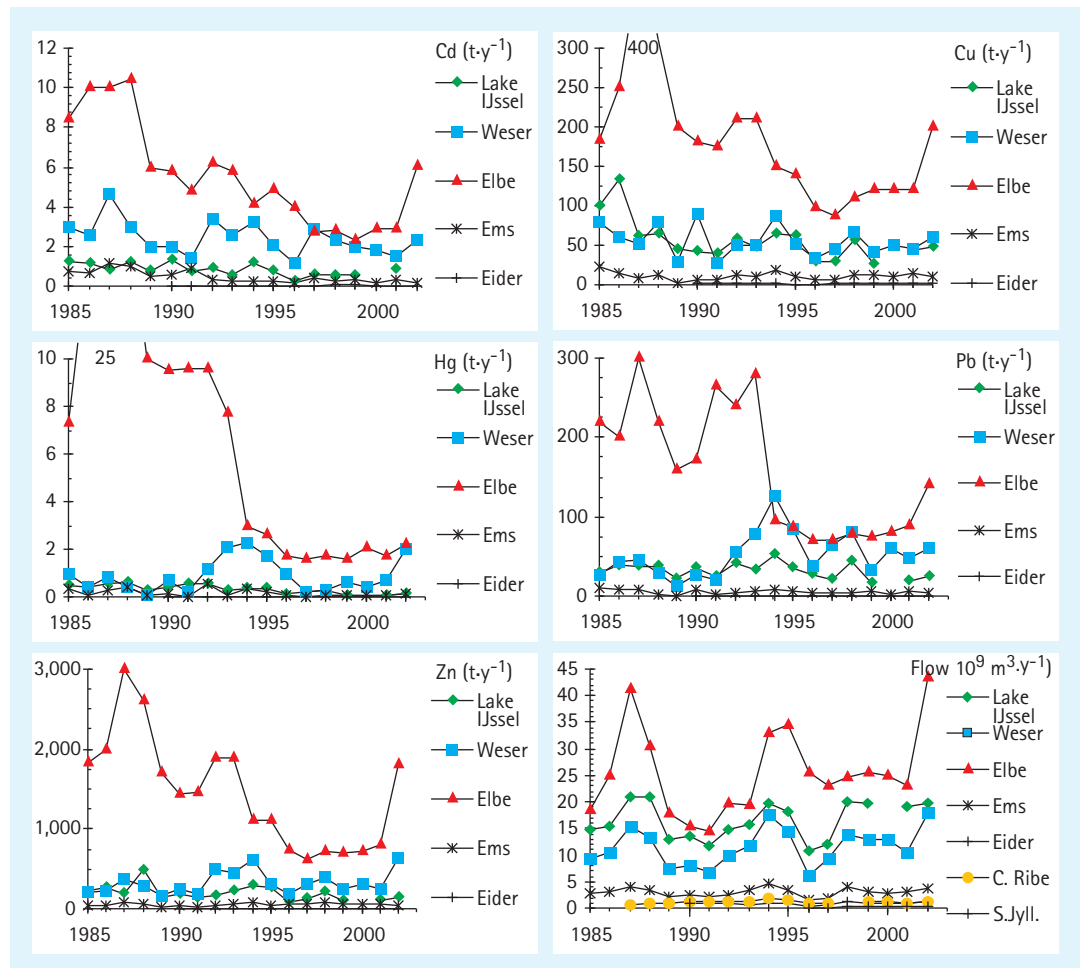 Cd (t·y⁻¹)
12
10
8
6
4
2
0
1985 1990 1995 2000
Lake
IJssel
Weser
Elbe
Ems
Eider
Cu (t·y⁻¹)
400
300
250
200
150
100
50
0
1985 1990 1995 2000
Lake
IJssel
Weser
Elbe
Ems
Eider
Hg (t·y⁻¹)
25
10
8
6
4
2
0
1985 1990 1995 2000
Lake
IJssel
Weser
Elbe
Ems
Eider
Pb (t·y⁻¹)
300
200
100
0
1985 1990 1995 2000
Lake
IJssel
Weser
Elbe
Ems
Eider
Zn (t·y⁻¹)
3,000
2,000
1,000
0
1985 1990 1995 2000
Lake
IJssel
Weser
Elbe
Ems
Eider
Flow 10⁹ m³.y⁻¹)
45
40
35
30
25
20
15
10
5
0
1985 1990 1995 2000
Lake
IJssel
Weser
Elbe
Ems
Eider
C. Ribe
S.Jyll.